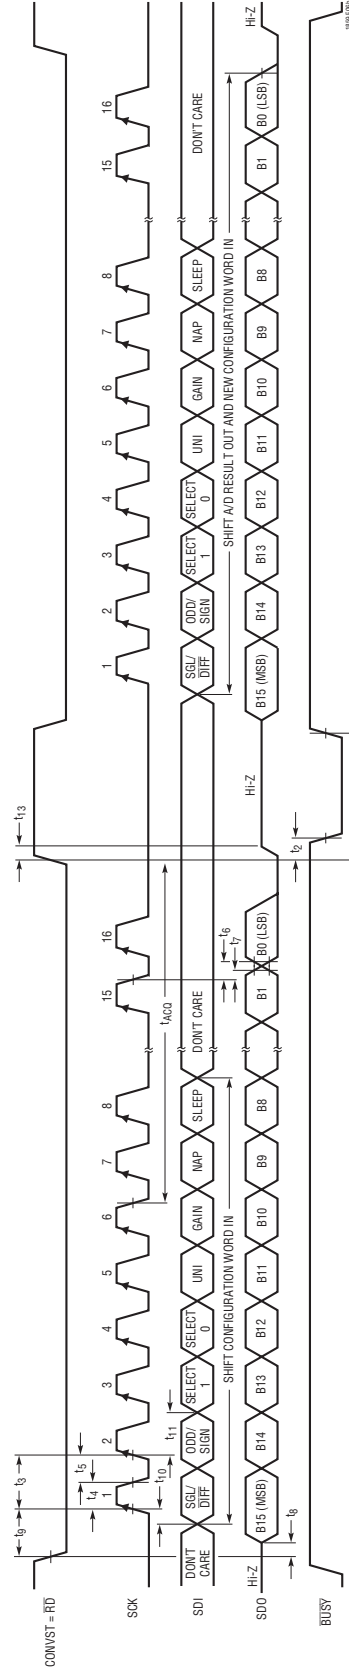 CONVST = RD
t9
t3
t4
t5
t13
SCK
1
2
3
4
5
6
7
8
15
16
1
2
3
4
5
6
7
8
15
16
t10
t11
tACQ
SDI
DON'T CARE
SGL/DIFF
ODD/SIGN
SELECT 1
SELECT 0
UNI
GAIN
NAP
SLEEP
DON'T CARE
SGL/DIFF
ODD/SIGN
SELECT 1
SELECT 0
UNI
GAIN
NAP
SLEEP
DON'T CARE
SHIFT CONFIGURATION WORD IN
t6
t7
SHIFT A/D RESULT OUT AND NEW CONFIGURATION WORD IN
SDO
Hi-Z
B15 (MSB)
B14
B13
B12
B11
B10
B9
B8
B1
B0 (LSB)
Hi-Z
B15 (MSB)
B14
B13
B12
B11
B10
B9
B8
B1
B0 (LSB)
Hi-Z
t8
t2
BUSY